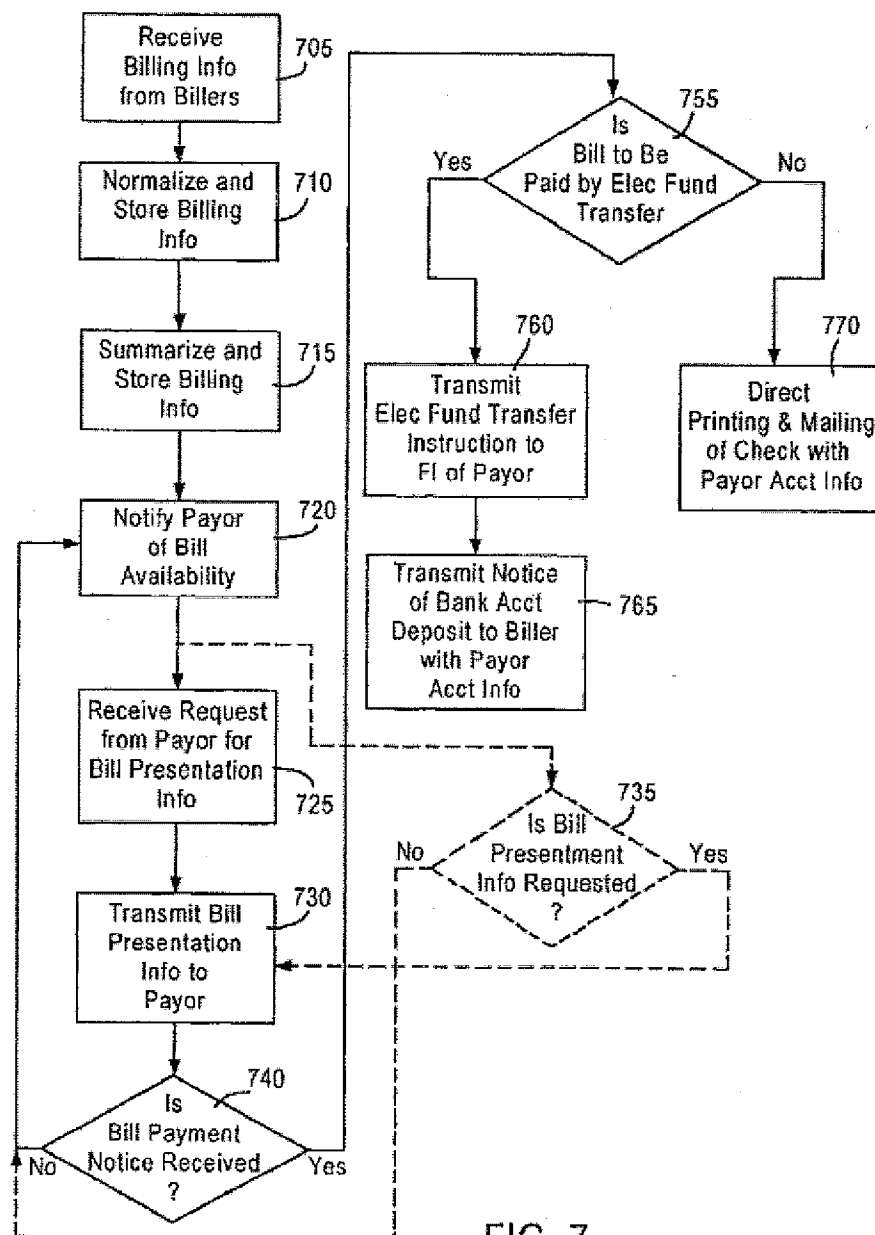 Receive
Billing Info
from Billers
705
Normalize and
Store Billing
Info
710
Summarize and
Store Billing
Info
715
Notify Payor
of Bill
Availability
720
Receive Request
from Payor for
Bill Presentation
Info
725
Transmit Bill
Presentation
Info to
Payor
730
Is
Bill Payment
Notice Received
?
740
No
Yes
Is
Bill to Be
Paid by Elec Fund
Transfer
755
Yes
No
760
Transmit
Elec Fund Transfer
Instruction to
FI of Payor
770
Direct
Printing & Mailing
of Check with
Payor Acct Info
Transmit Notice
of Bank Acct
Deposit to Biller
with Payor
Acct Info
765
735
Is Bill
Presentment
Info Requested
?
No
Yes
FIG. 7